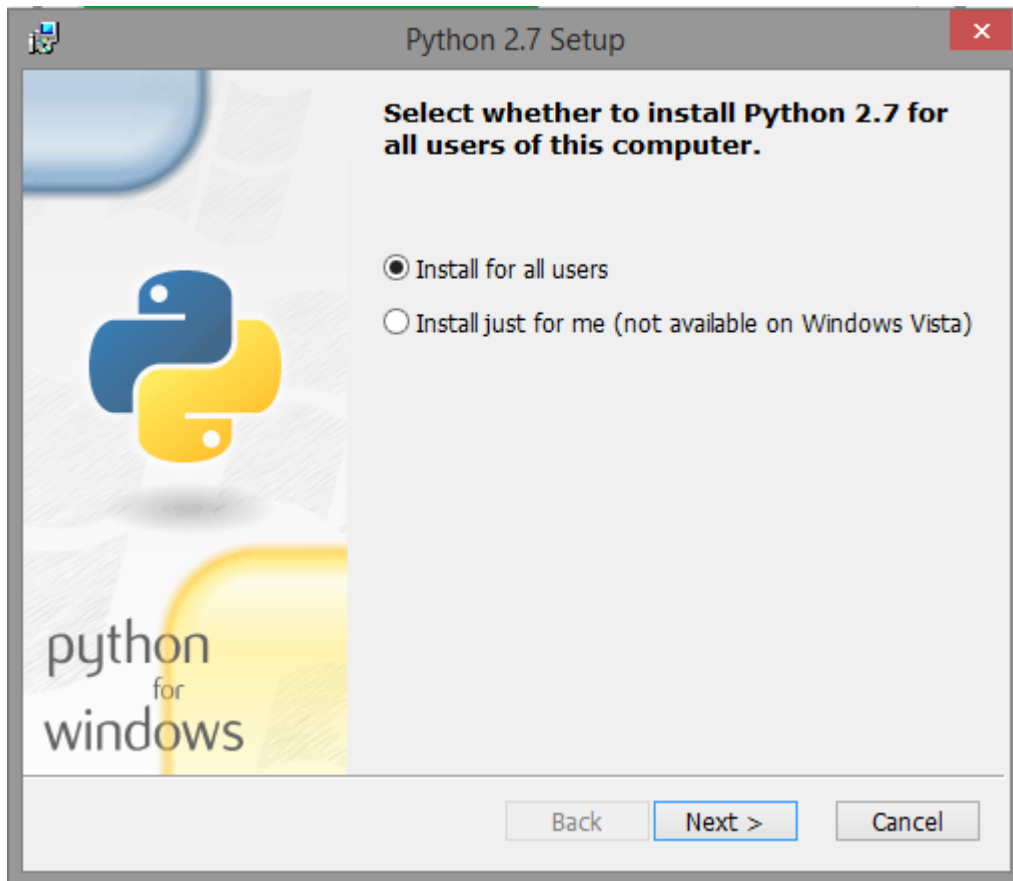 Python 2.7 Setup
Select whether to install Python 2.7 for
all users of this computer.
Install for all users
Install just for me (not available on Windows Vista)
python
for
windows
Back
Next >
Cancel